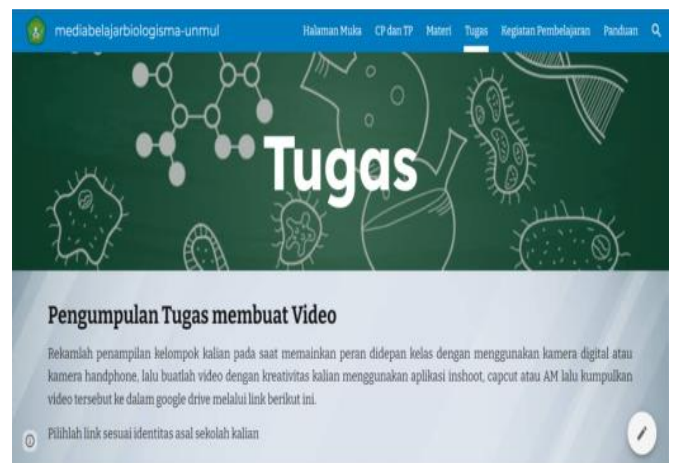 mediabelajarbiologisma-unmul
Halaman Muka CP dan TP Materi Tugas Kegiatan Pembelajaran Panduan
Tugas
Pengumpulan Tugas membuat Video
Rekamlah penampilan kelompok kalian pada saat memainkan peran didepan kelas dengan menggunakan kamera digital atau
kamera handphone, lalu buatlah video dengan kreativitas kalian menggunakan aplikasi inshoot, capcut atau AM lalu kumpulkan
video tersebut ke dalam google drive melalui link berikut ini.
Pilihlah link sesuai identitas asal sekolah kalian